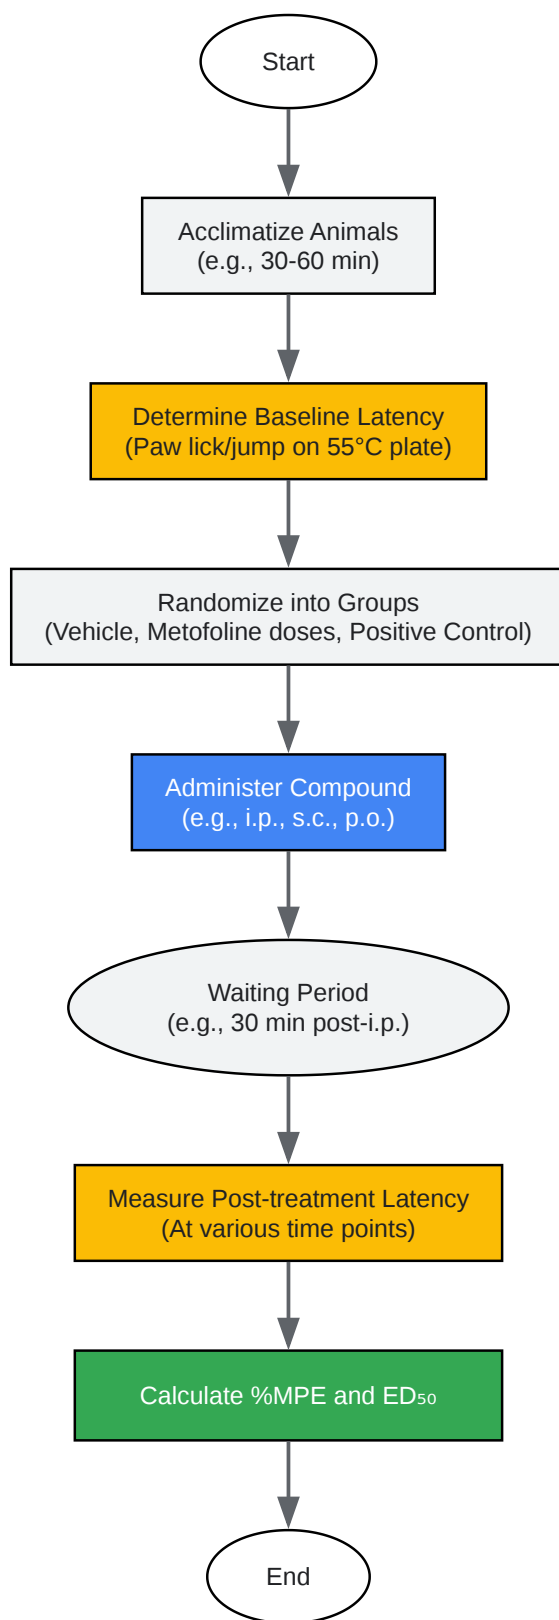 Start
Acclimatize Animals
(e.g., 30-60 min)
Determine Baseline Latency
(Paw lick/jump on 55°C plate)
Randomize into Groups
(Vehicle, Metofoline doses, Positive Control)
Administer Compound
(e.g., i.p., s.c., p.o.)
Waiting Period
(e.g., 30 min post-i.p.)
Measure Post-treatment Latency
(At various time points)
Calculate %MPE and ED₅₀
End